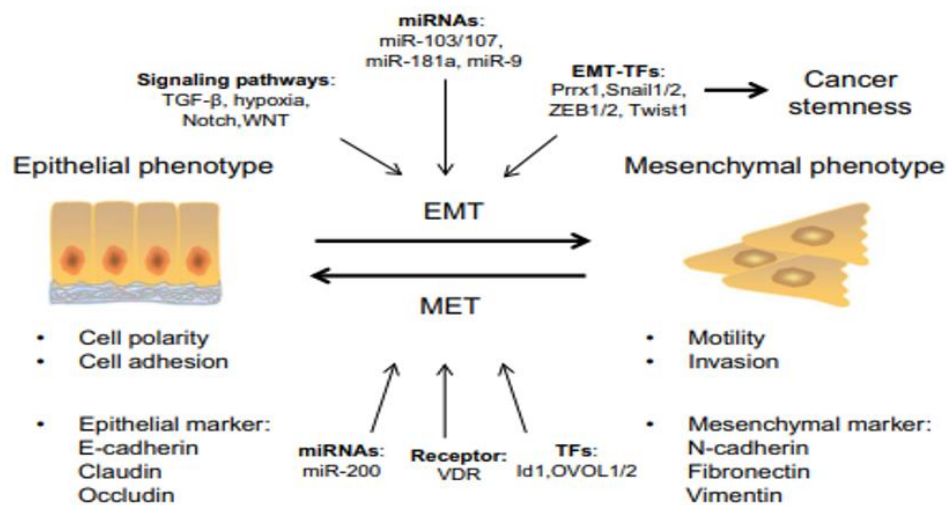 miRNAs:
miR-103/107,
miR-181a, miR-9
Signaling pathways:
TGF-β, hypoxia,
Notch,WNT
EMT-TFs:
Prrx1,Snail1/2,
ZEB1/2, Twist1
Cancer
stemness
Epithelial phenotype
Mesenchymal phenotype
EMT
MET
• Cell polarity
• Cell adhesion
• Epithelial marker:
E-cadherin
Claudin
Occludin
miRNAs:
miR-200
Receptor:
VDR
TFs:
Id1,OVOL1/2
• Motility
• Invasion
• Mesenchymal marker:
N-cadherin
Fibronectin
Vimentin